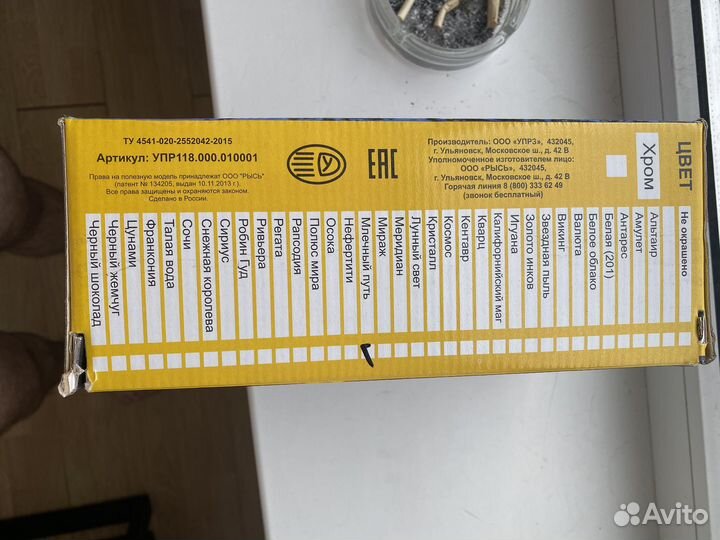 ТУ 4541-020-2552042-2015
Артикул: УПР118.000.010001
Права на полезную модель принадлежат ООО "РЫСЬ"
(патент № 134205, выдан 10.11.2013 г.).
Все права защищены и охраняются законом.
Сделано в России.
У
EAC
Производитель: ООО «УПРЗ», 432045,
г. Ульяновск, Московское ш., д. 42 В
Уполномоченное изготовителем лицо:
ООО «РЫСЬ», 432045,
г. Ульяновск, Московское ш., д. 42 В
Горячая линия 8 (800) 333 62 49
(звонок бесплатный)
ЦВЕТ
Хром
Не окрашено
Альтаир
Амулет
Антарес
Белая (201)
Белое облако
Валюта
Викинг
Звездная пыль
Золото инков
Игуана
Калифорнийский маг
Кварц
Кентавр
Космос
Кристалл
Лунный свет
Меридиан
Мираж
Млечный путь
Нефертити
Осока
Полюс мира
Рапсодия
Регата
Ривьера
Робин Гуд
Сириус
Снежная королева
Сочи
Талая вода
Франкония
Цунами
Черный жемчуг
Черный шоколад
Avito